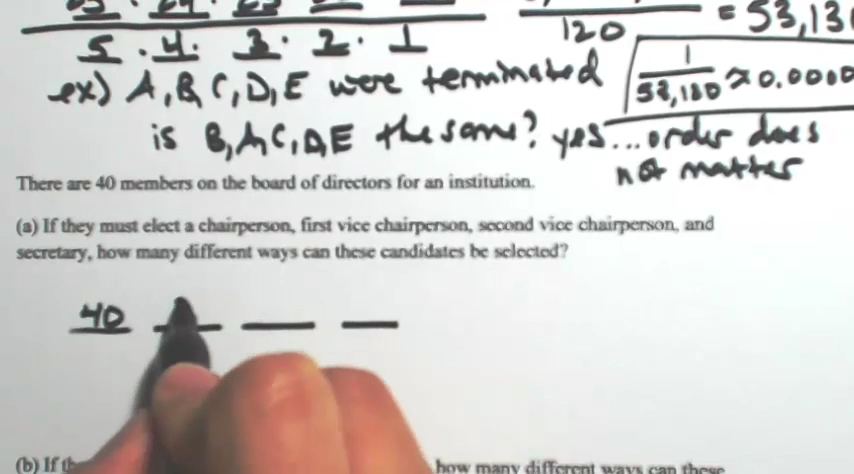 5 . 4 . 3 . 2 . 1
120
= 53,130
ex) A, B, C, D, E were terminated
1
53,130 ≈ 0.0000
is B, A, C, D, E the same? yes... order does
not matter
There are 40 members on the board of directors for an institution.
(a) If they must elect a chairperson, first vice chairperson, second vice chairperson, and
secretary, how many different ways can these candidates be selected?
40
(b) If
how many different ways can these